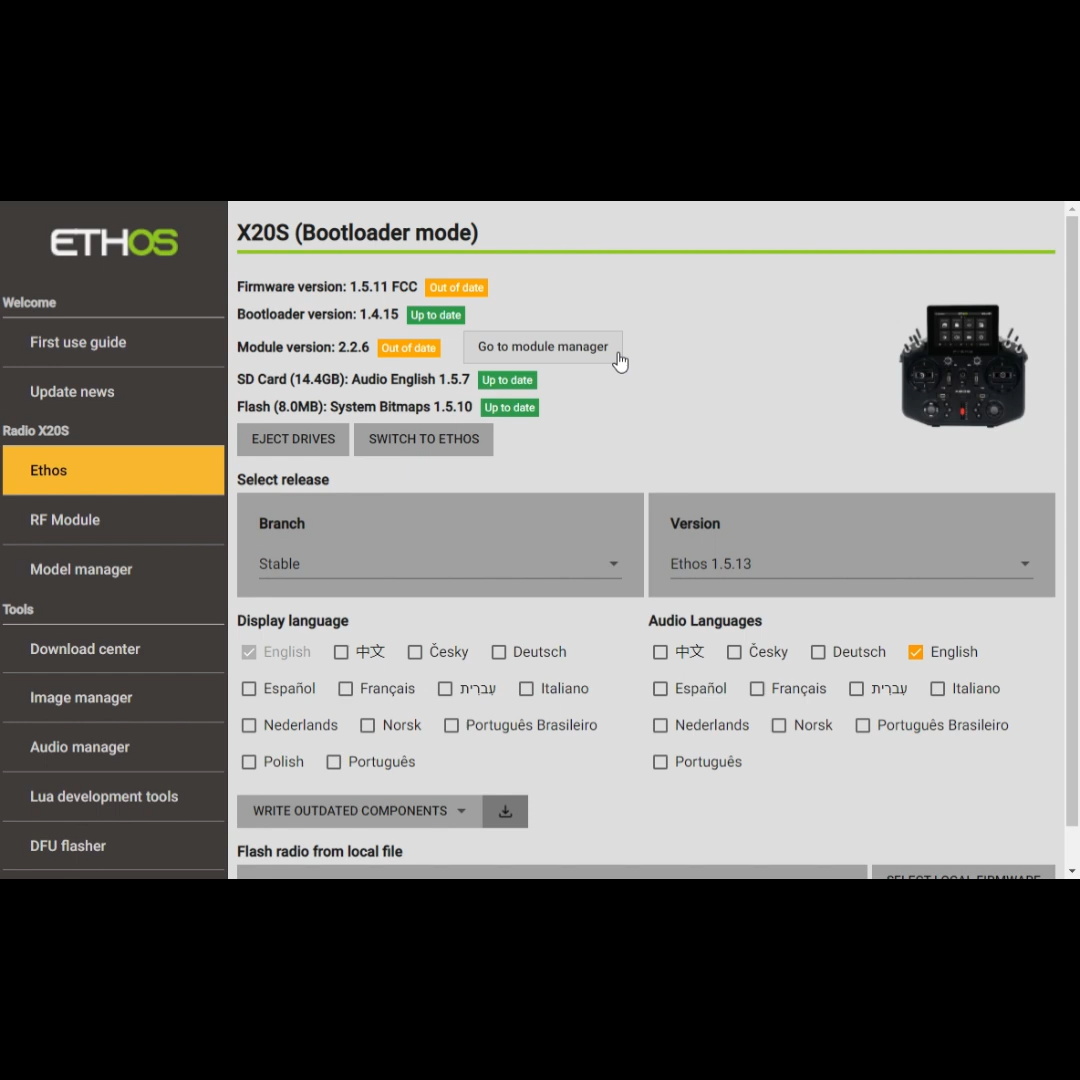 ETHOS
Welcome
First use guide
Update news
Radio X20S
Ethos
RF Module
Model manager
Tools
Download center
Image manager
Audio manager
Lua development tools
DFU flasher
X20S (Bootloader mode)
Firmware version: 1.5.11 FCC Out of date
Bootloader version: 1.4.15 Up to date
Module version: 2.2.6 Out of date Go to module manager
SD Card (14.4GB): Audio English 1.5.7 Up to date
Flash (8.0MB): System Bitmaps 1.5.10 Up to date
EJECT DRIVES SWITCH TO ETHOS
Select release
Branch
Stable
Version
Ethos 1.5.13
Display language
English 中文 Česky Deutsch
Español Français עברית Italiano
Nederlands Norsk Português Brasileiro
Polish Português
Audio Languages
中文 Česky Deutsch English
Español Français עברית Italiano
Nederlands Norsk Português Brasileiro
Português
WRITE OUTDATED COMPONENTS
Flash radio from local file
SELECT LOCAL FIRMWARE